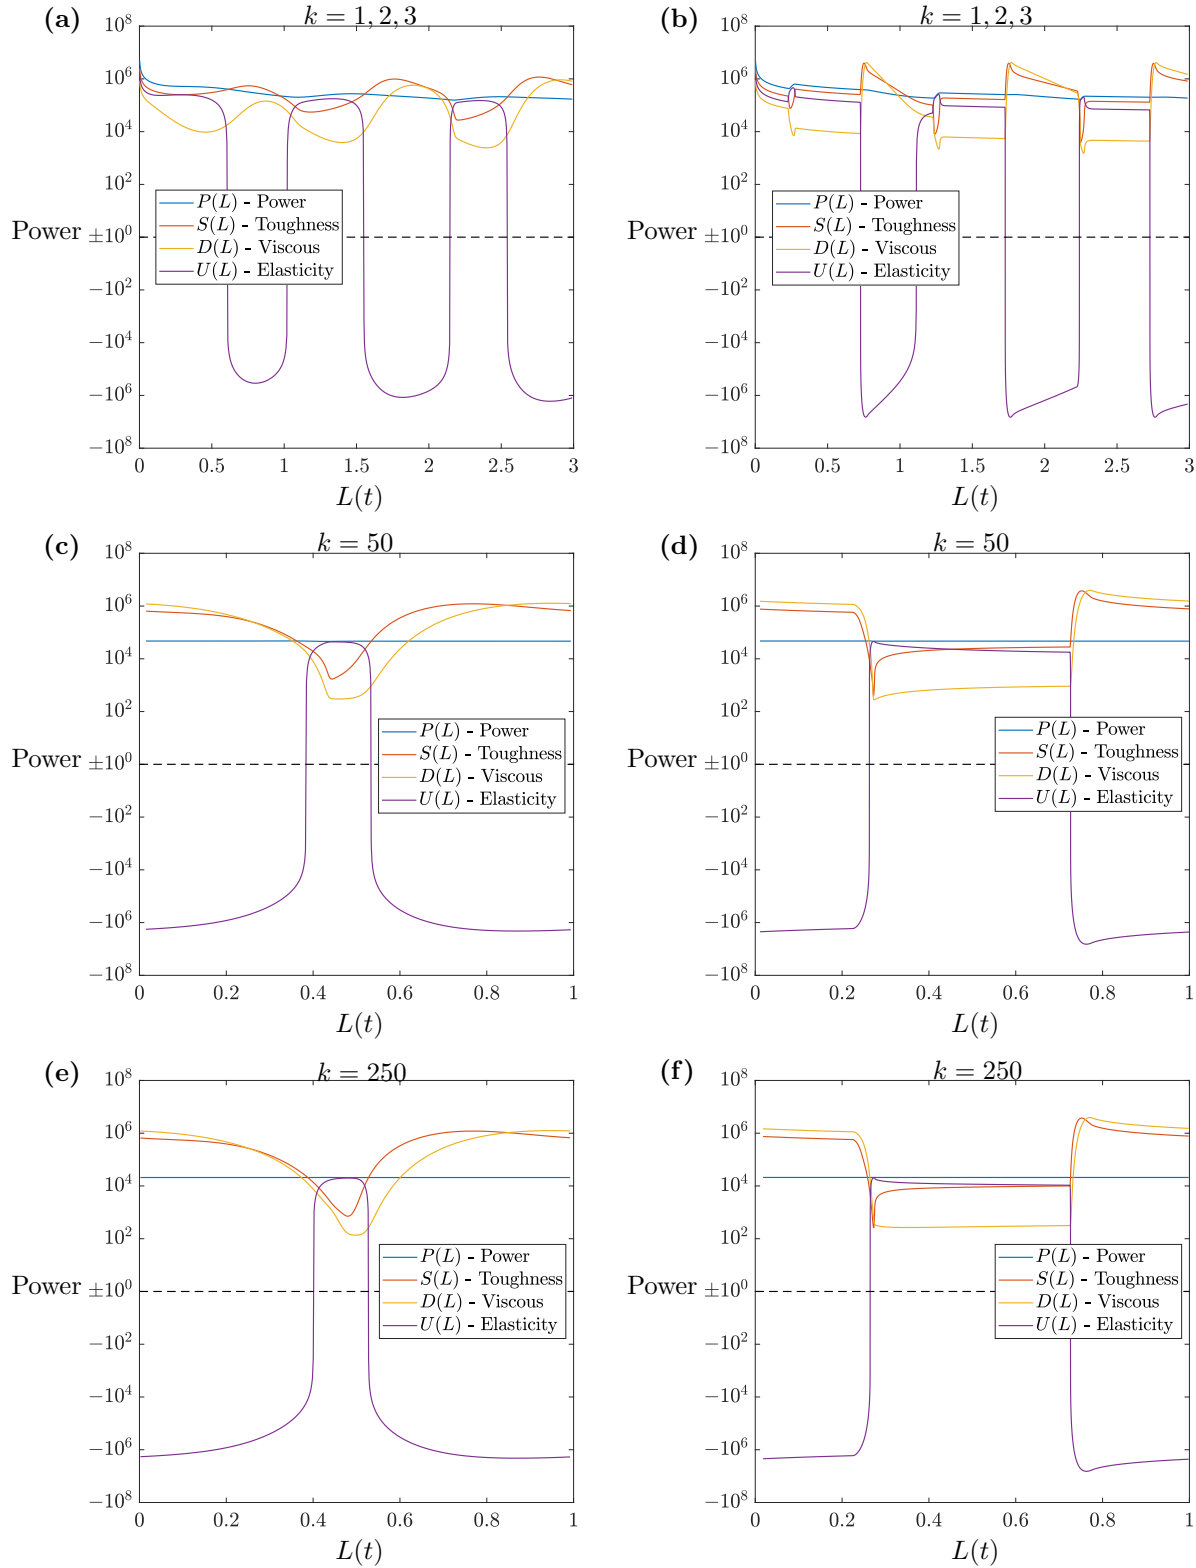 (a) k = 1, 2, 3
10^8
10^6
10^4
10^2
Power ±10^0
−10^2
−10^4
−10^6
−10^8
P(L) - Power
S(L) - Toughness
D(L) - Viscous
U(L) - Elasticity
0 0.5 1 1.5 2 2.5 3
L(t)
(b) k = 1, 2, 3
10^8
10^6
10^4
10^2
Power ±10^0
−10^2
−10^4
−10^6
−10^8
P(L) - Power
S(L) - Toughness
D(L) - Viscous
U(L) - Elasticity
0 0.5 1 1.5 2 2.5 3
L(t)
(c) k = 50
10^8
10^6
10^4
10^2
Power ±10^0
−10^2
−10^4
−10^6
−10^8
P(L) - Power
S(L) - Toughness
D(L) - Viscous
U(L) - Elasticity
0 0.2 0.4 0.6 0.8 1
L(t)
(d) k = 50
10^8
10^6
10^4
10^2
Power ±10^0
−10^2
−10^4
−10^6
−10^8
P(L) - Power
S(L) - Toughness
D(L) - Viscous
U(L) - Elasticity
0 0.2 0.4 0.6 0.8 1
L(t)
(e) k = 250
10^8
10^6
10^4
10^2
Power ±10^0
−10^2
−10^4
−10^6
−10^8
P(L) - Power
S(L) - Toughness
D(L) - Viscous
U(L) - Elasticity
0 0.2 0.4 0.6 0.8 1
L(t)
(f) k = 250
10^8
10^6
10^4
10^2
Power ±10^0
−10^2
−10^4
−10^6
−10^8
P(L) - Power
S(L) - Toughness
D(L) - Viscous
U(L) - Elasticity
0 0.2 0.4 0.6 0.8 1
L(t)